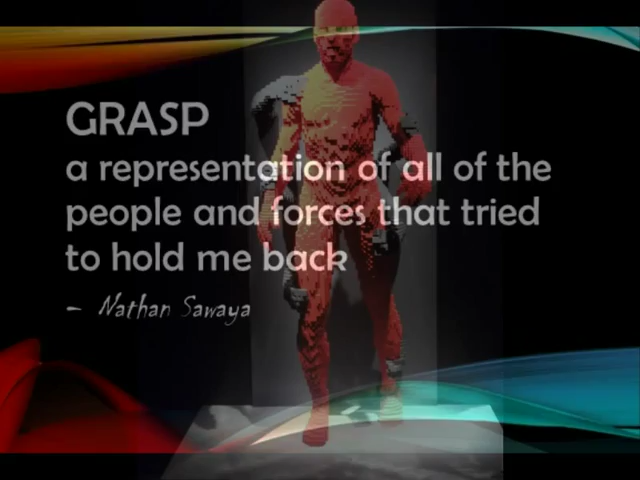 GRASP
a representation of all of the
people and forces that tried
to hold me back
– Nathan Sawaya